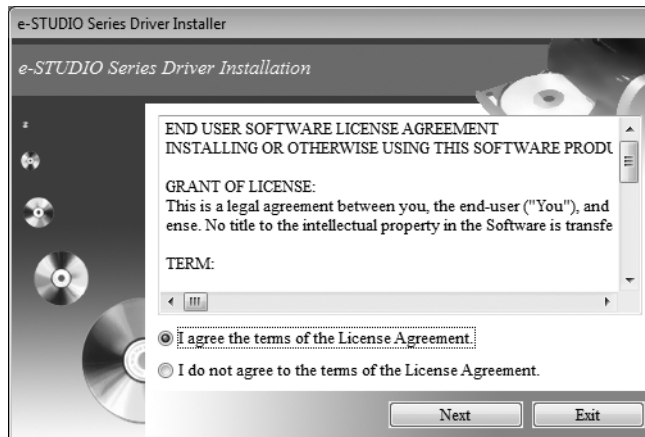 e-STUDIO Series Driver Installer
e-STUDIO Series Driver Installation
END USER SOFTWARE LICENSE AGREEMENT
INSTALLING OR OTHERWISE USING THIS SOFTWARE PRODU
GRANT OF LICENSE:
This is a legal agreement between you, the end-user ("You"), and
ense. No title to the intellectual property in the Software is transfe
TERM:
I agree the terms of the License Agreement.
I do not agree to the terms of the License Agreement.
Next
Exit